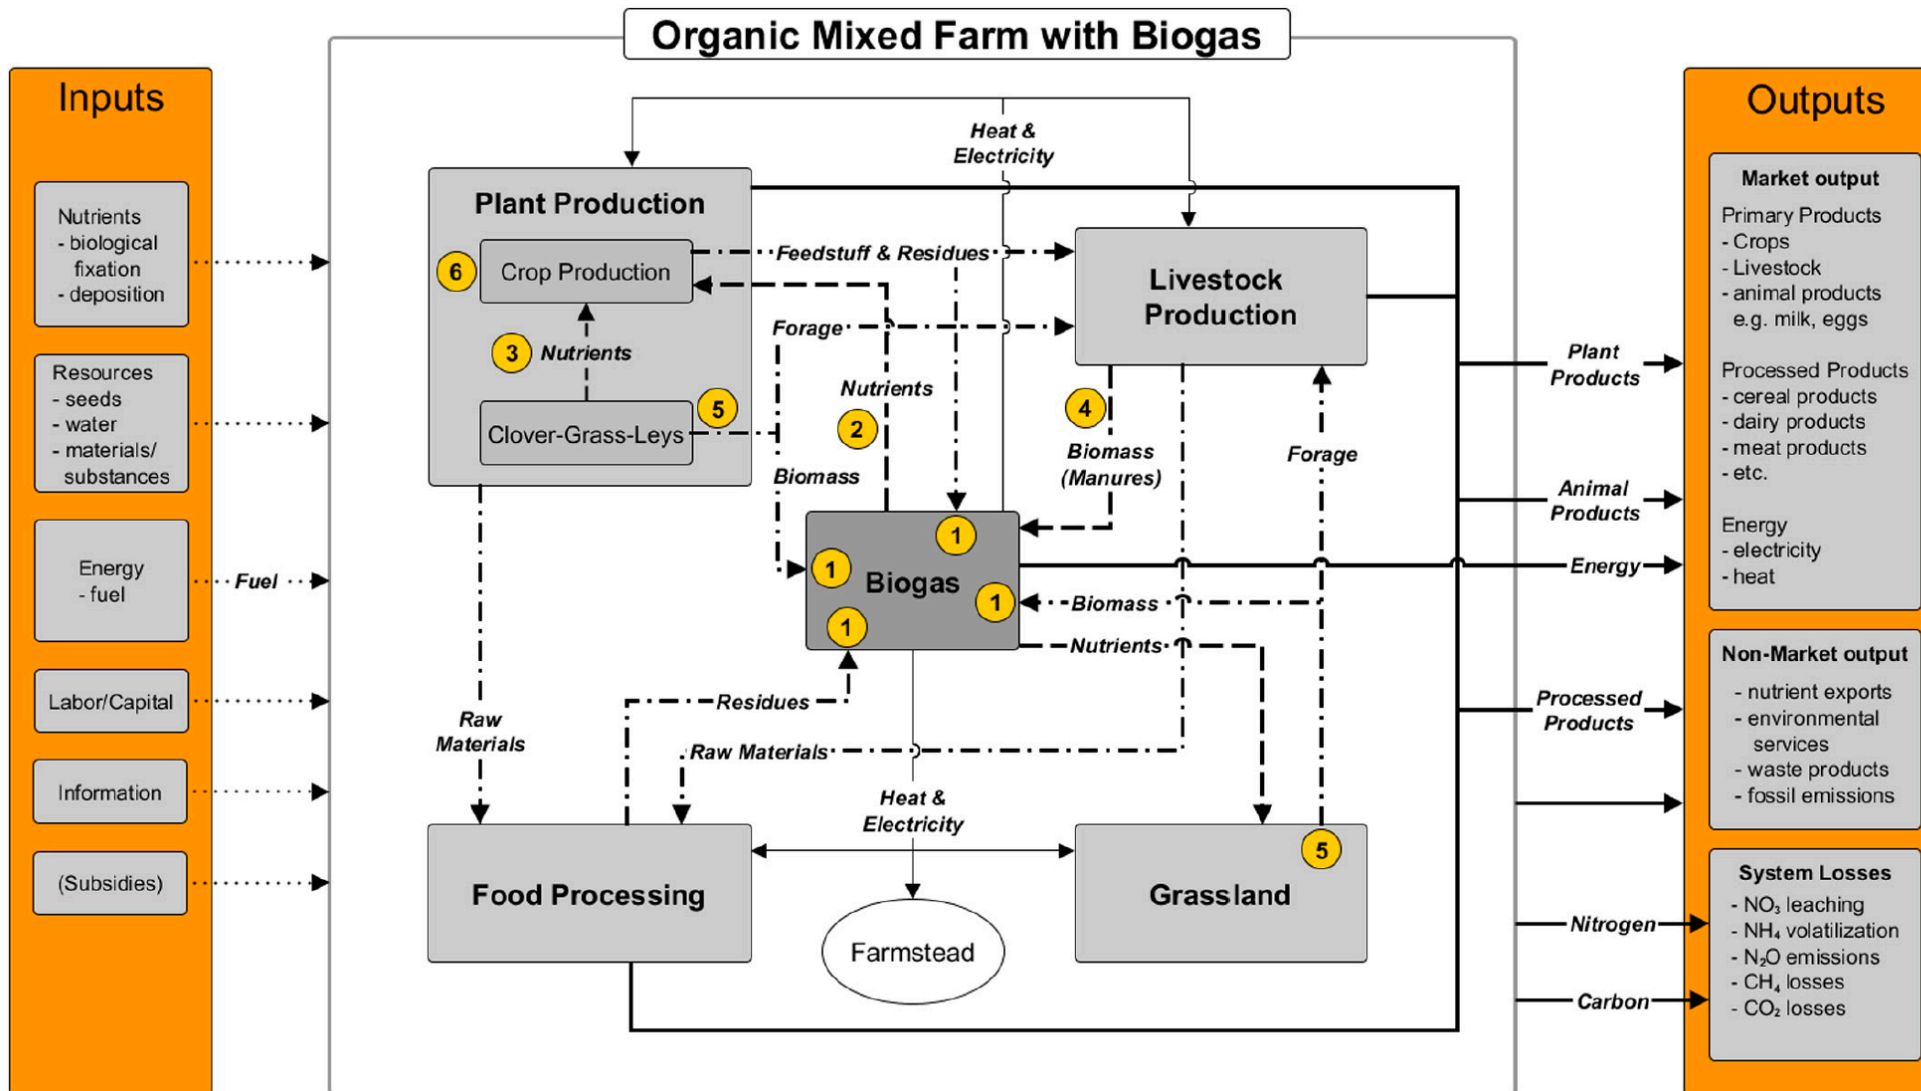 Organic Mixed Farm with Biogas
Inputs
Nutrients
- biological
fixation
- deposition
Resources
- seeds
- water
- materials/
substances
Energy
- fuel
Fuel
Labor/Capital
Information
(Subsidies)
Heat &
Electricity
Plant Production
6
Crop Production
3
Nutrients
5
Clover-Grass-Leys
Feedstuff & Residues
Forage
Nutrients
2
Biomass
Livestock
Production
4
Biomass
(Manures)
Forage
1
1
Biogas
1
1
Biomass
Nutrients
Residues
Raw
Materials
Raw Materials
Heat &
Electricity
Food Processing
Farmstead
5
Grassland
Plant
Products
Animal
Products
Energy
Processed
Products
Nitrogen
Carbon
Outputs
Market output
Primary Products
- Crops
- Livestock
- animal products
e.g. milk, eggs
Processed Products
- cereal products
- dairy products
- meat products
- etc.
Energy
- electricity
- heat
Non-Market output
- nutrient exports
- environmental
services
- waste products
- fossil emissions
System Losses
- NO₃ leaching
- NH₄ volatilization
- N₂O emissions
- CH₄ losses
- CO₂ losses